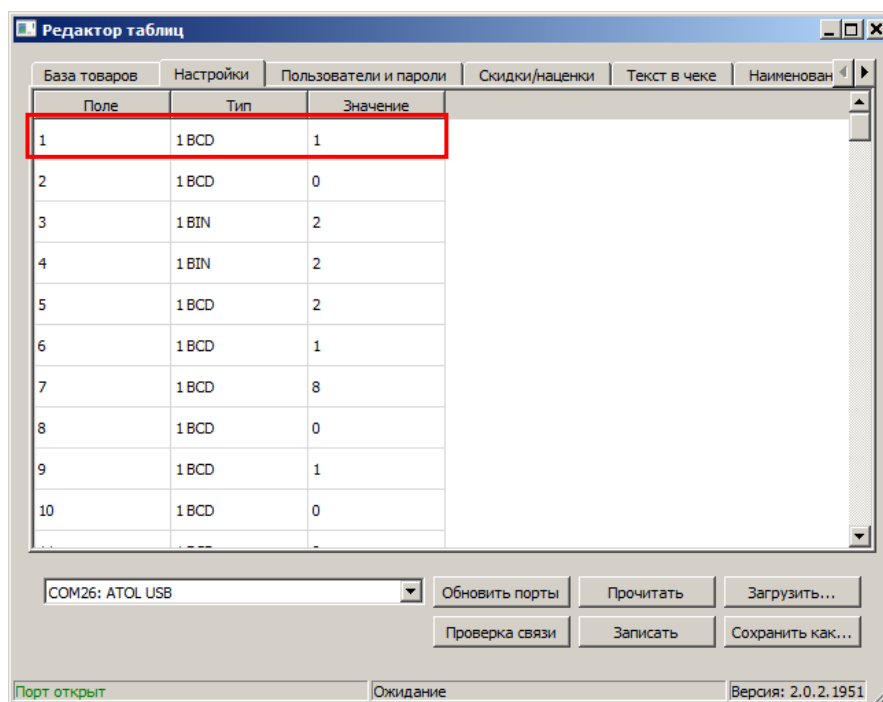 Редактор таблиц
База товаров Настройки Пользователи и пароли Скидки/наценки Текст в чеке Наименован
Поле Тип Значение
1 1 BCD 1
2 1 BCD 0
3 1 BIN 2
4 1 BIN 2
5 1 BCD 2
6 1 BCD 1
7 1 BCD 8
8 1 BCD 0
9 1 BCD 1
10 1 BCD 0
COM26: ATOL USB Обновить порты Прочитать Загрузить...
Проверка связи Записать Сохранить как...
Порт открыт Ожидание Версия: 2.0.2.1951